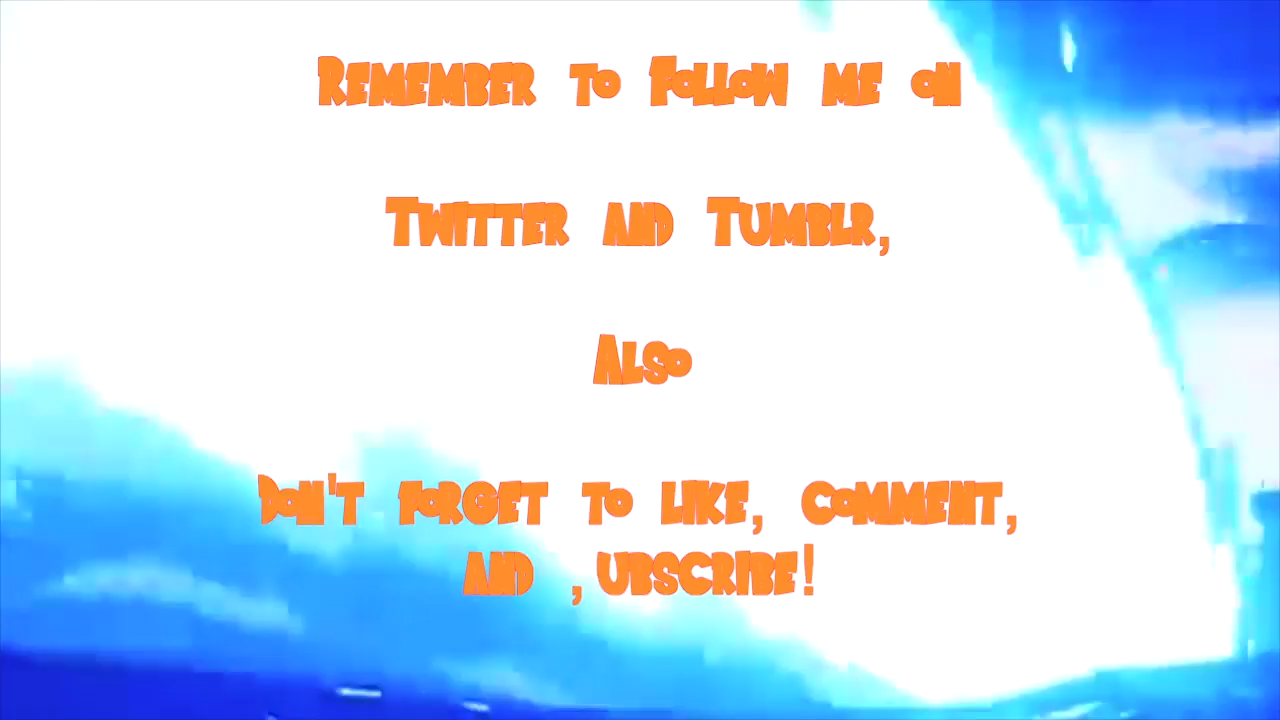 Remember to Follow me on
Twitter and Tumblr,
Also
Don't forget to like, comment,
and ,ubscribe!